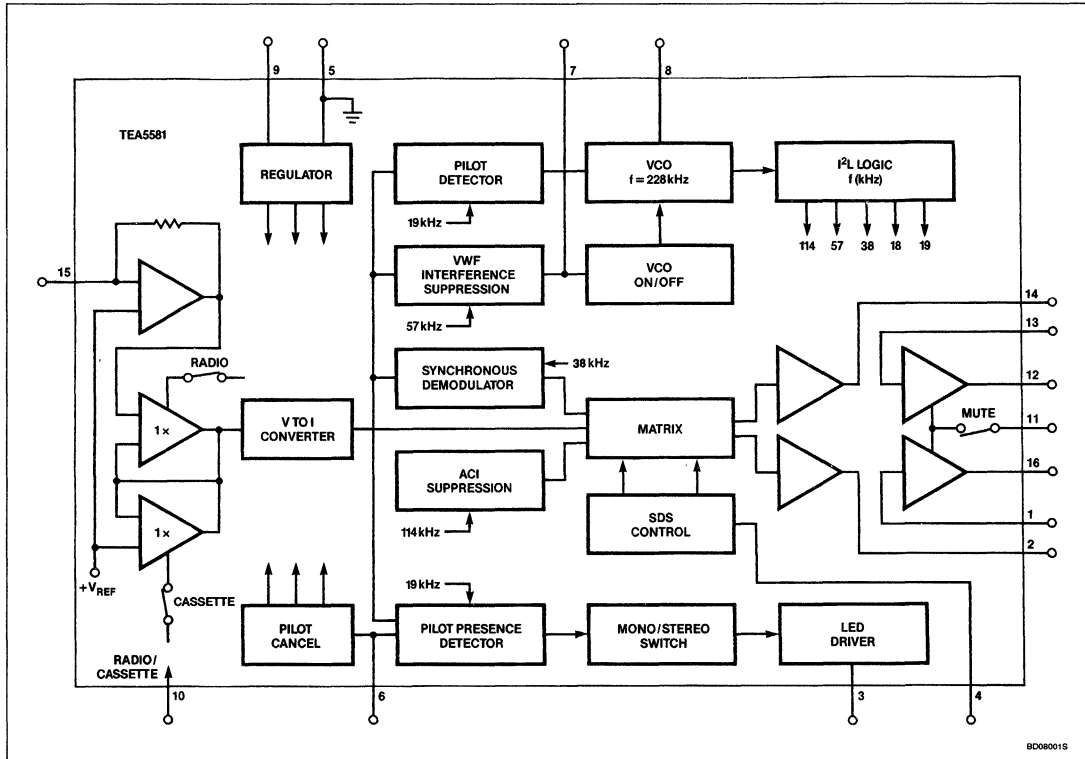 9
5
7
8
TEA5581
REGULATOR
PILOT
DETECTOR
VCO
f = 228kHz
I²L LOGIC
f (kHz)
19kHz
114
57
38
18
19
15
VWF
INTERFERENCE
SUPPRESSION
VCO
ON/OFF
57kHz
14
13
RADIO
38kHz
SYNCHRONOUS
DEMODULATOR
12
1×
V TO I
CONVERTER
MATRIX
MUTE
11
ACI
SUPPRESSION
16
1×
114kHz
SDS
CONTROL
1
2
+VREF
CASSETTE
19kHz
PILOT
CANCEL
PILOT PRESENCE
DETECTOR
MONO/STEREO
SWITCH
LED
DRIVER
RADIO/
CASSETTE
10
6
3
4
BD08001S